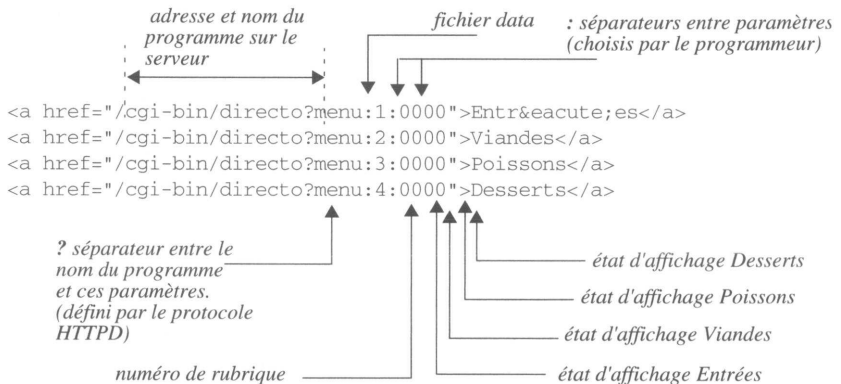 adresse et nom du
programme sur le
serveur
fichier data
: séparateurs entre paramètres
(choisis par le programmeur)
<a href="/cgi-bin/directo?menu:1:0000">Entr&eacute;es</a>
<a href="/cgi-bin/directo?menu:2:0000">Viandes</a>
<a href="/cgi-bin/directo?menu:3:0000">Poissons</a>
<a href="/cgi-bin/directo?menu:4:0000">Desserts</a>
? séparateur entre le
nom du programme
et ces paramètres.
(défini par le protocole
HTTPD)
état d'affichage Desserts
état d'affichage Poissons
état d'affichage Viandes
numéro de rubrique
état d'affichage Entrées